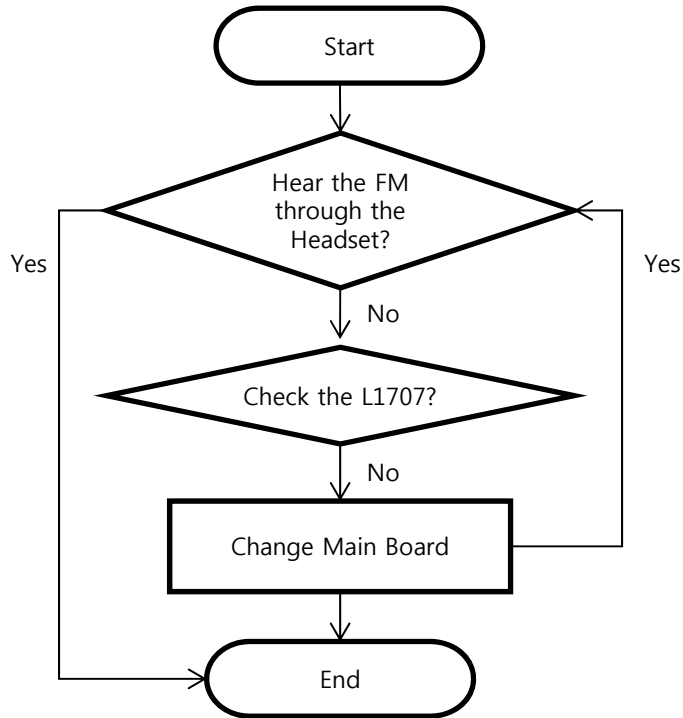 Start
Hear the FM
through the
Headset?
Yes
Yes
No
Check the L1707?
No
Change Main Board
End